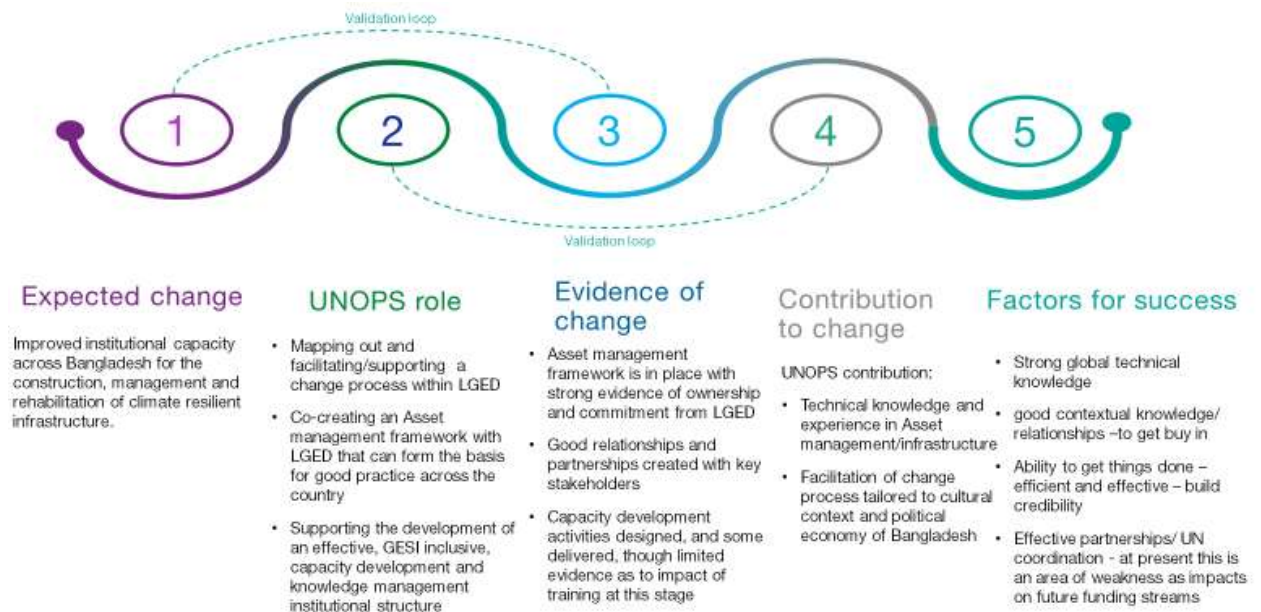 Validation loop
1
2
3
4
5
Validation loop
Expected change
Improved institutional capacity
across Bangladesh for the
construction, management and
rehabilitation of climate resilient
infrastructure.
UNOPS role
• Mapping out and
facilitating/supporting a
change process within LGED
• Co-creating an Asset
management framework with
LGED that can form the basis
for good practice across the
country
• Supporting the development of
an effective, GESI inclusive,
capacity development and
knowledge management
institutional structure
Evidence of
change
• Asset management
framework is in place with
strong evidence of ownership
and commitment from LGED
• Good relationships and
partnerships created with key
stakeholders
• Capacity development
activities designed, and some
delivered, though limited
evidence as to impact of
training at this stage
Contribution
to change
UNOPS contribution:
• Technical knowledge and
experience in Asset
management/infrastructure
• Facilitation of change
process tailored to cultural
context and political
economy of Bangladesh
Factors for success
• Strong global technical
knowledge
• good contextual knowledge/
relationships –to get buy in
• Ability to get things done –
efficient and effective – build
credibility
• Effective partnerships/ UN
coordination - at present this is
an area of weakness as impacts
on future funding streams